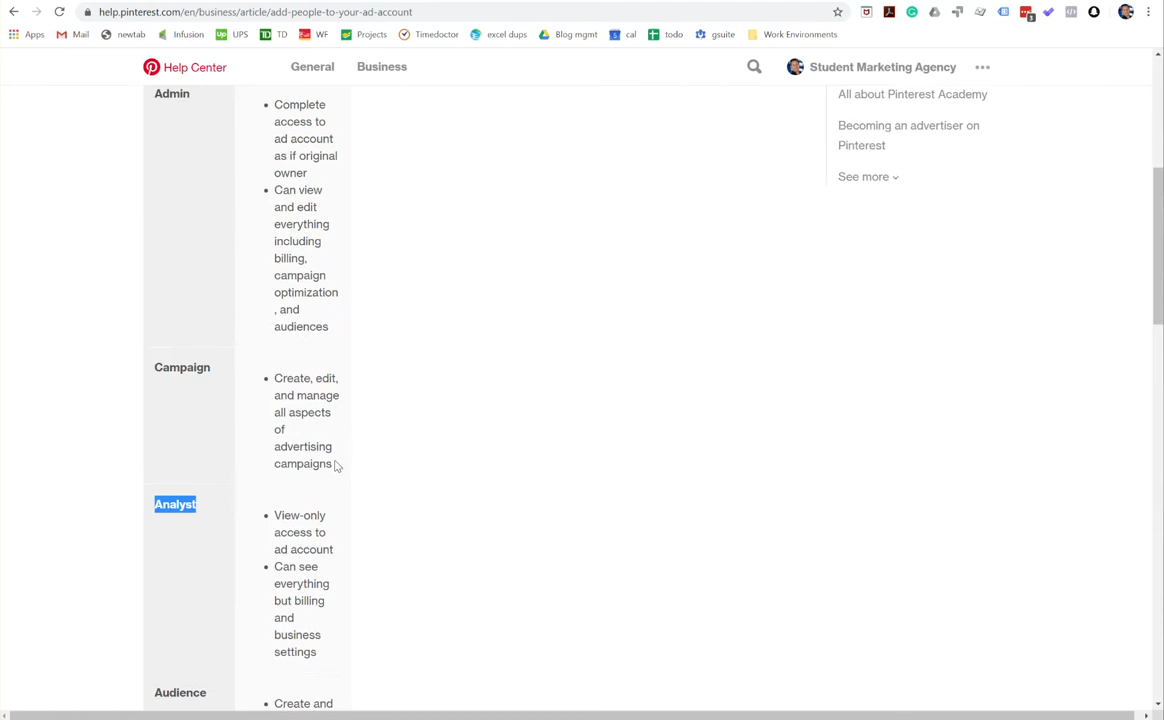 help.pinterest.com/en/business/article/add-people-to-your-ad-account
Apps Mail newtab Infusion UPS TD WF Projects Timedoctor excel dups Blog mgmt cal todo gsuite Work Environments
Help Center General Business Student Marketing Agency
Admin
Complete
access to
ad account
as if original
owner
Can view
and edit
everything
including
billing,
campaign
optimization
, and
audiences
Campaign
Create, edit,
and manage
all aspects
of
advertising
campaigns
Analyst
View-only
access to
ad account
Can see
everything
but billing
and
business
settings
Audience
Create and
All about Pinterest Academy
Becoming an advertiser on
Pinterest
See more